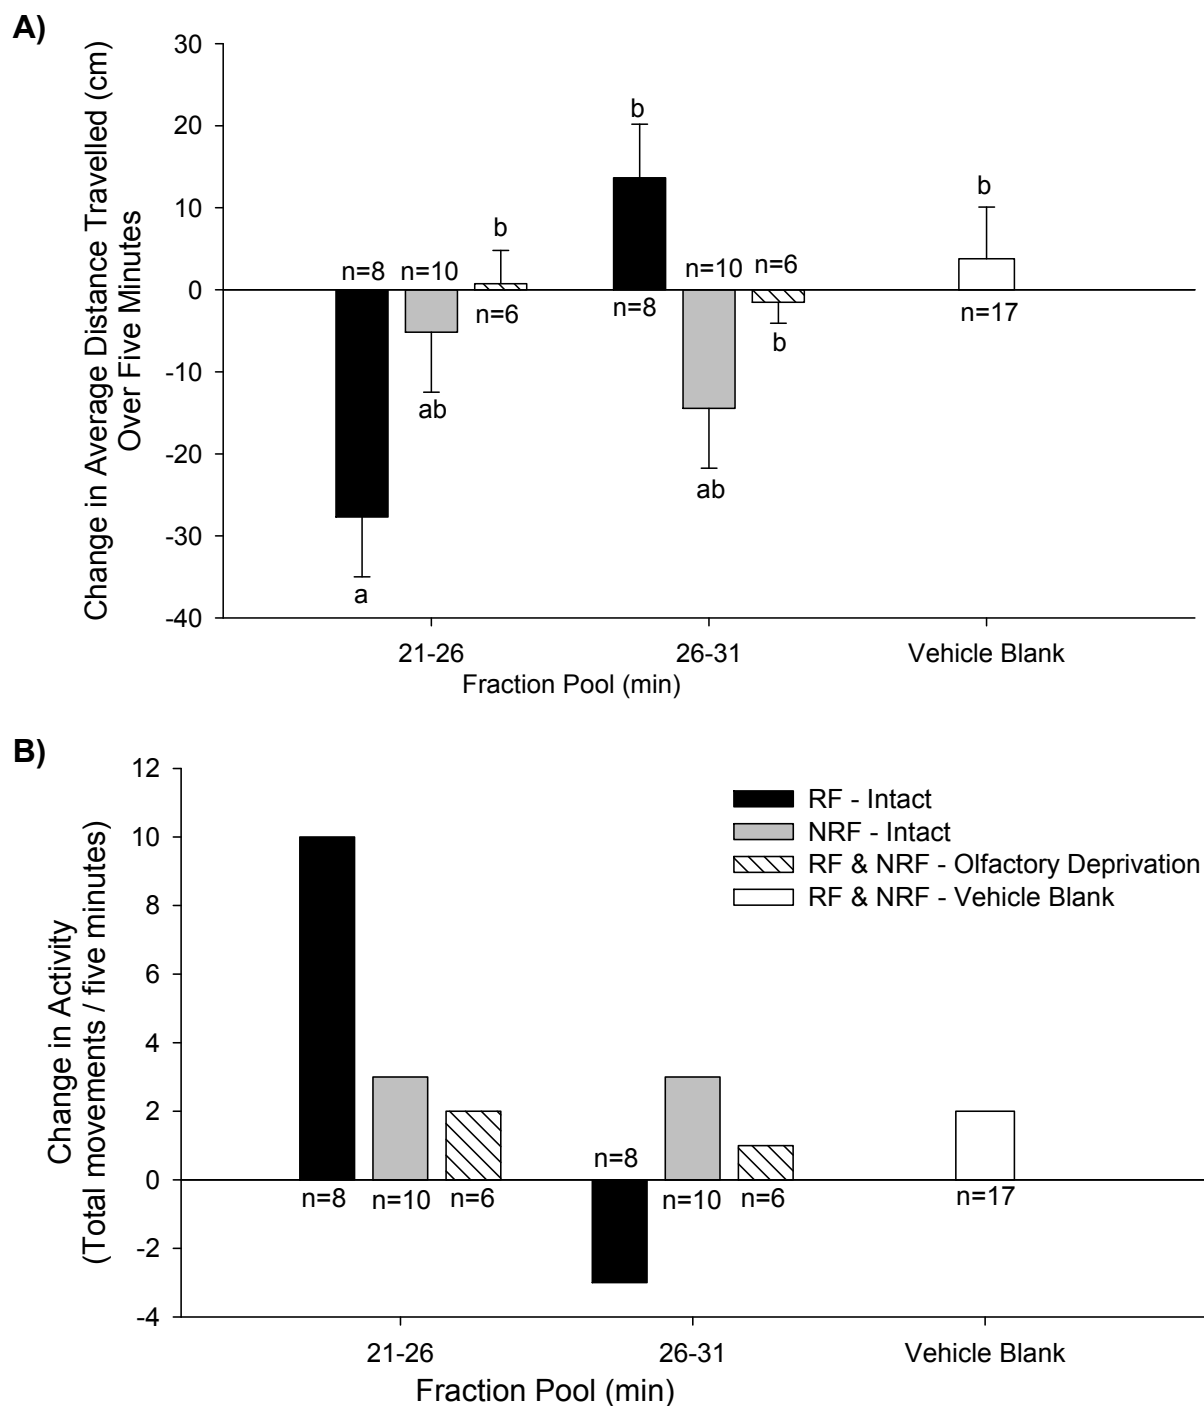 A)
Change in Average Distance Travelled (cm)
Over Five Minutes
30
20
10
0
-10
-20
-30
-40
b
b
b
n=8 n=10
n=10 n=6
n=6
n=8
n=17
b
ab
ab
a
21-26
26-31
Vehicle Blank
Fraction Pool (min)
B)
Change in Activity
(Total movements / five minutes)
12
10
8
6
4
2
0
-2
-4
RF - Intact
NRF - Intact
RF & NRF - Olfactory Deprivation
RF & NRF - Vehicle Blank
n=8
n=8 n=10 n=6
n=10 n=6
n=17
21-26
26-31
Vehicle Blank
Fraction Pool (min)